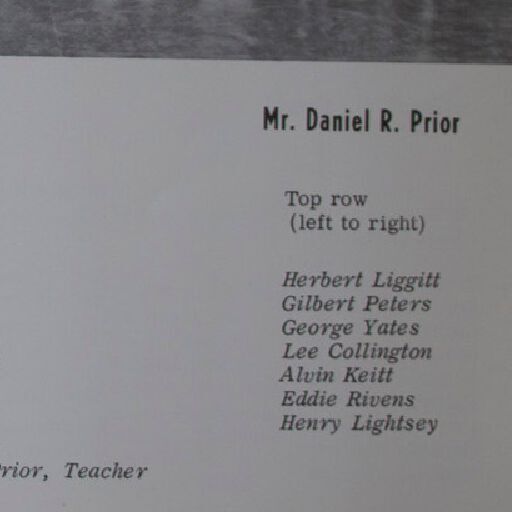 Mr. Daniel R. Prior
Top row
(left to right)
Herbert Liggitt
Gilbert Peters
George Yates
Lee Collington
Alvin Keitt
Eddie Rivens
Henry Lightsey
rior, Teacher